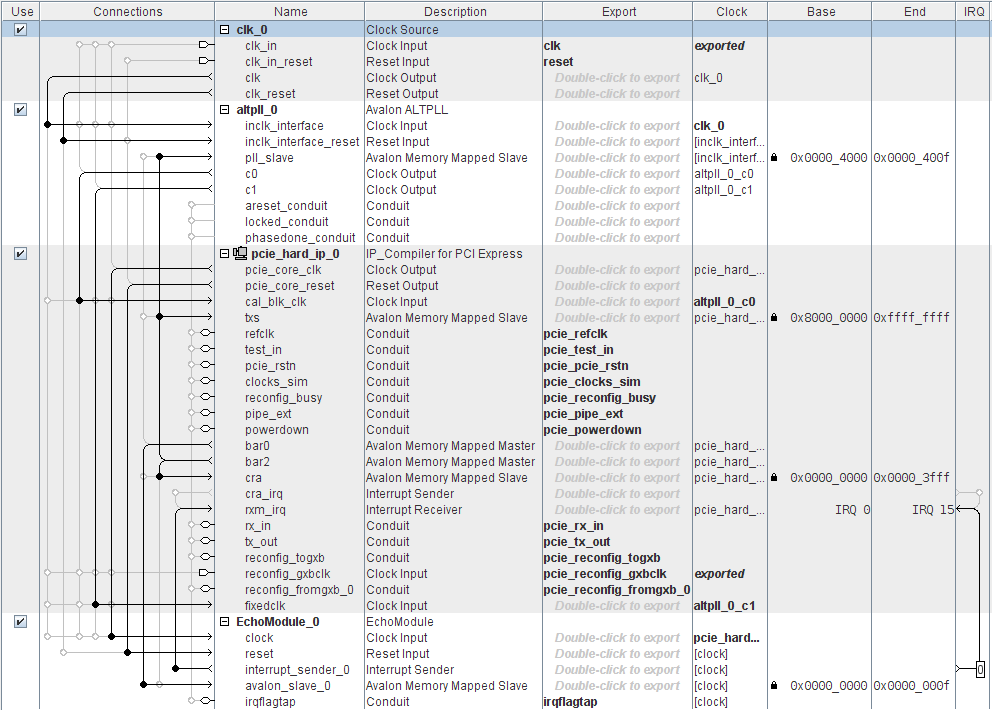 Use Connections Name Description Export Clock Base End IRQ
clk_0 Clock Source
clk_in Clock Input clk exported
clk_in_reset Reset Input reset
clk Clock Output Double-click to export clk_0
clk_reset Reset Output Double-click to export
altpll_0 Avalon ALTPLL
inclk_interface Clock Input Double-click to export clk_0
inclk_interface_reset Reset Input Double-click to export [inclk_interf...
pll_slave Avalon Memory Mapped Slave Double-click to export [inclk_interf... 0x0000_4000 0x0000_400f
c0 Clock Output Double-click to export altpll_0_c0
c1 Clock Output Double-click to export altpll_0_c1
areset_conduit Conduit Double-click to export
locked_conduit Conduit Double-click to export
phasedone_conduit Conduit Double-click to export
pcie_hard_ip_0 IP_Compiler for PCI Express
pcie_core_clk Clock Output Double-click to export pcie_hard_...
pcie_core_reset Reset Output Double-click to export
cal_blk_clk Clock Input Double-click to export altpll_0_c0
txs Avalon Memory Mapped Slave Double-click to export pcie_hard_... 0x8000_0000 0xffff_ffff
refclk Conduit pcie_refclk
test_in Conduit pcie_test_in
pcie_rstn Conduit pcie_pcie_rstn
clocks_sim Conduit pcie_clocks_sim
reconfig_busy Conduit pcie_reconfig_busy
pipe_ext Conduit pcie_pipe_ext
powerdown Conduit pcie_powerdown
bar0 Avalon Memory Mapped Master Double-click to export pcie_hard_...
bar2 Avalon Memory Mapped Master Double-click to export pcie_hard_...
cra Avalon Memory Mapped Slave Double-click to export pcie_hard_... 0x0000_0000 0x0000_3fff
cra_irq Interrupt Sender Double-click to export
rxm_irq Interrupt Receiver Double-click to export pcie_hard_... IRQ 0 IRQ 15
rx_in Conduit pcie_rx_in
tx_out Conduit pcie_tx_out
reconfig_togxb Conduit pcie_reconfig_togxb
reconfig_gxbclk Clock Input pcie_reconfig_gxbclk exported
reconfig_fromgxb_0 Conduit pcie_reconfig_fromgxb_0
fixedclk Clock Input Double-click to export altpll_0_c1
EchoModule_0 EchoModule
clock Clock Input Double-click to export pcie_hard...
reset Reset Input Double-click to export [clock]
interrupt_sender_0 Interrupt Sender Double-click to export [clock] 0
avalon_slave_0 Avalon Memory Mapped Slave Double-click to export [clock] 0x0000_0000 0x0000_000f
irqflagtap Conduit irqflagtap [clock]